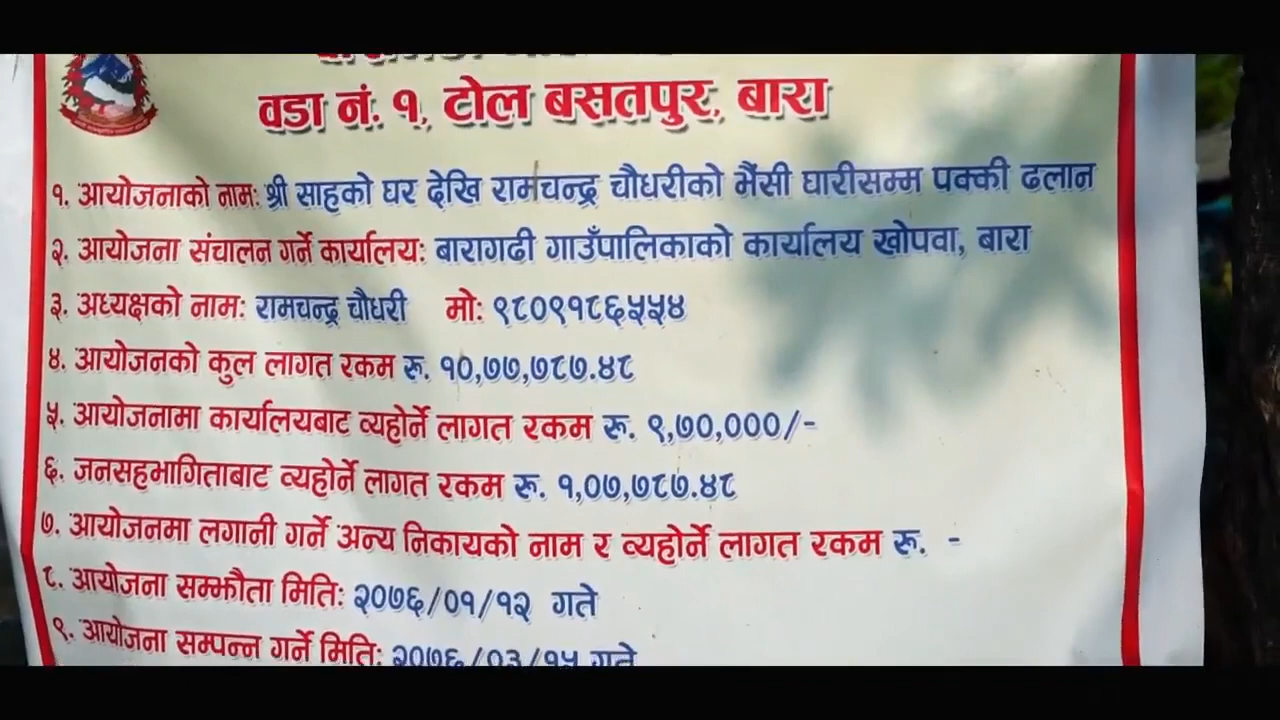 वडा नं. १, टोल बसतपुर, बारा
१. आयोजनाको नाम: श्री साहको घर देखि रामचन्द्र चौधरीको भैंसी घारीसम्म पक्की ढलान
२. आयोजना संचालन गर्ने कार्यालय: बारागढी गाउँपालिकाको कार्यालय खोपवा, बारा
३. अध्यक्षको नाम: रामचन्द्र चौधरी मो: ९८०९१८६५५४
४. आयोजनको कुल लागत रकम रू. १०,७७,७८७.४८
५. आयोजनामा कार्यालयबाट व्यहोर्ने लागत रकम रू. ९,७०,०००/-
६. जनसहभागिताबाट व्यहोर्ने लागत रकम रू. १,०७,७८७.४८
७. आयोजनमा लगानी गर्ने अन्य निकायको नाम र व्यहोर्ने लागत रकम रू. -
८. आयोजना सम्झौता मिति: २०७६/०१/१२ गते
९. आयोजना सम्पन्न गर्ने मिति: २०७६/०३/१५ गते